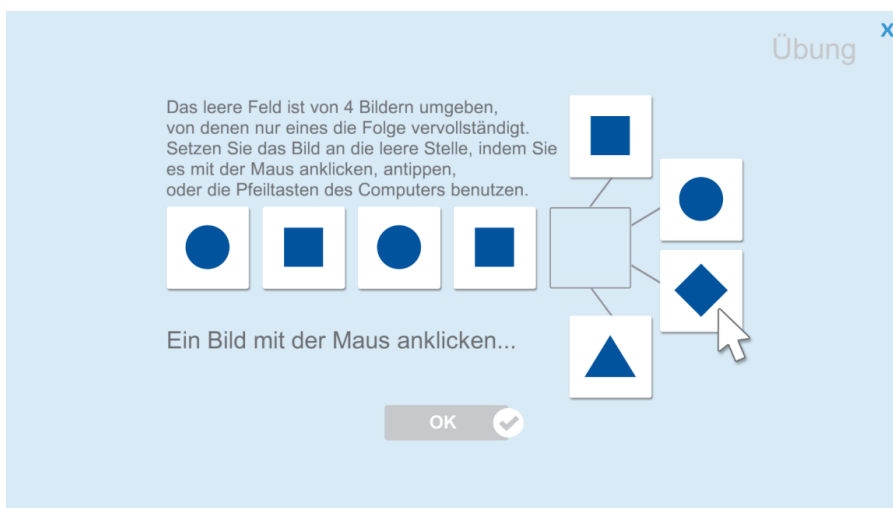 Übung
X
Das leere Feld ist von 4 Bildern umgeben,
von denen nur eines die Folge vervollständigt.
Setzen Sie das Bild an die leere Stelle, indem Sie
es mit der Maus anklicken, antippen,
oder die Pfeiltasten des Computers benutzen.
Ein Bild mit der Maus anklicken...
OK